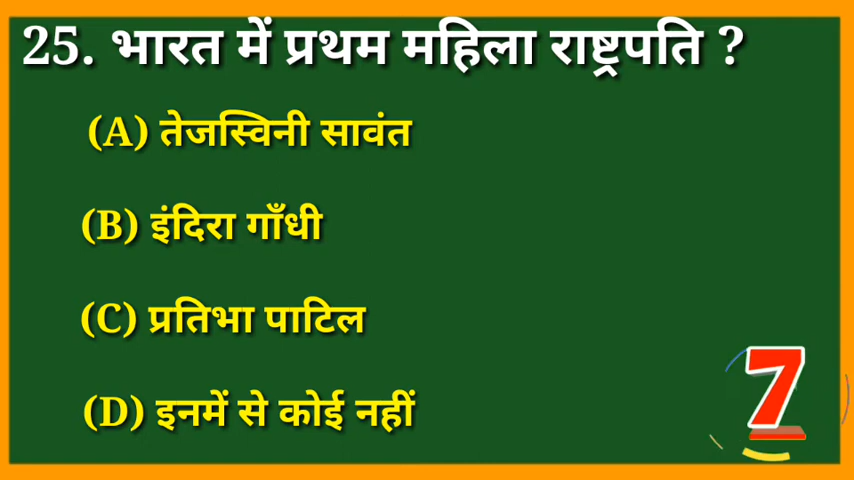 25. भारत में प्रथम महिला राष्ट्रपति ?
(A) तेजस्विनी सावंत
(B) इंदिरा गाँधी
(C) प्रतिभा पाटिल
(D) इनमें से कोई नहीं
7